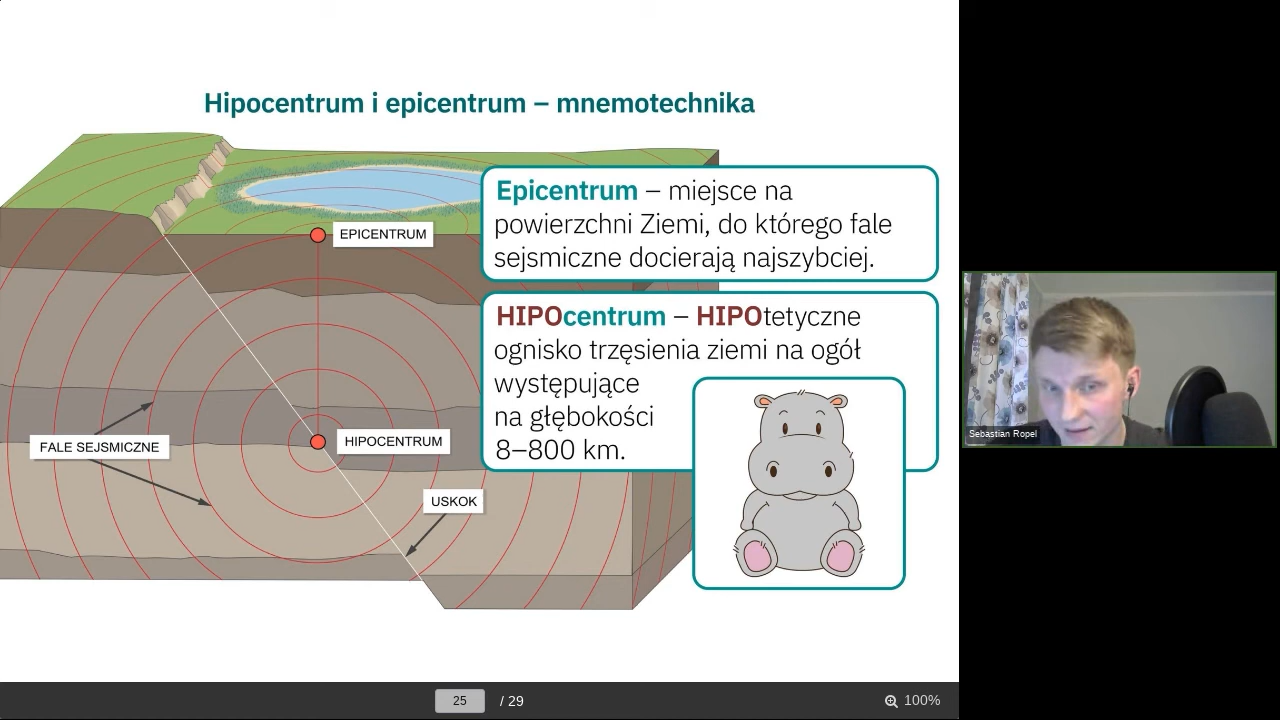 Hipocentrum i epicentrum – mnemotechnika
Epicentrum – miejsce na
powierzchni Ziemi, do którego fale
sejsmiczne docierają najszybciej.
EPICENTRUM
HIPOcentrum – HIPOtetyczne
ognisko trzęsienia ziemi na ogół
występujące
na głębokości
8–800 km.
FALE SEJSMICZNE
HIPOCENTRUM
USKOK
Sebastian Ropel
25 / 29
100%